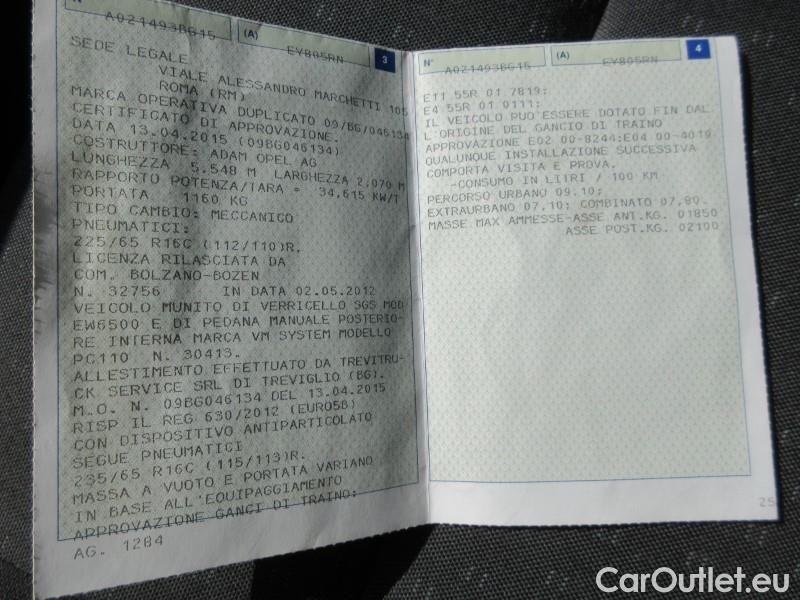 N°
A021493BG15
(A)
EY805RN
3
SEDE LEGALE
VIALE ALESSANDRO MARCHETTI 105
ROMA (RM)
MARCA OPERATIVA DUPLICATO 09/BG/046134
CERTIFICATO DI APPROVAZIONE.
DATA 13.04.2015 (09BG046134)
COSTRUTTORE: ADAM OPEL AG
LUNGHEZZA 5.548 M LARGHEZZA 2.070 M
RAPPORTO POTENZA/TARA = 34,615 KW/T
PORTATA 1160 KG
TIPO CAMBIO: MECCANICO
PNEUMATICI:
225/65 R16C (112/110)R.
LICENZA RILASCIATA DA
COM. BOLZANO-BOZEN
N. 32756 IN DATA 02.05.2012
VEICOLO MUNITO DI VERRICELLO SGS MOD
EW6500 E DI PEDANA MANUALE POSTERIO-
RE INTERNA MARCA VM SYSTEM MODELLO
PC110 N. 30413.
ALLESTIMENTO EFFETTUATO DA TREVITRU-
CK SERVICE SRL DI TREVIGLIO (BG).
M.O. N. 09BG046134 DEL 13.04.2015
RISP IL REG 630/2012 (EURO5B)
CON DISPOSITIVO ANTIPARTICOLATO
SEGUE PNEUMATICI
235/65 R16C (115/113)R.
MASSA A VUOTO E PORTATA VARIANO
IN BASE ALL'EQUIPAGGIAMENTO
APPROVAZIONE GANCI DI TRAINO:
AG. 1284
N°
A021493BG15
(A)
EY805RN
4
E11 55R 01 7819;
E4 55R 01 0111;
IL VEICOLO PUO'ESSERE DOTATO FIN DAL
L'ORIGINE DEL GANCIO DI TRAINO
APPROVAZIONE E02 00-8244;E04 00-4019
QUALUNQUE INSTALLAZIONE SUCCESSIVA
COMPORTA VISITA E PROVA.
-CONSUMO IN LITRI / 100 KM
PERCORSO URBANO 09.10;
EXTRAURBANO 07.10; COMBINATO 07.80.
MASSE MAX AMMESSE-ASSE ANT.KG. 01850
ASSE POST.KG. 02100
25
CarOutlet.eu